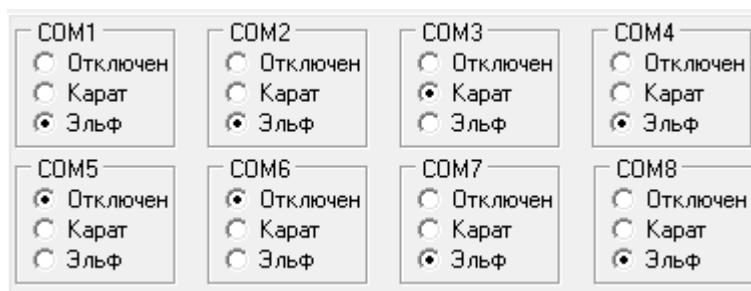 COM1 COM2 COM3 COM4
Отключен Отключен Отключен Отключен
Карат Карат Карат Карат
Эльф Эльф Эльф Эльф
COM5 COM6 COM7 COM8
Отключен Отключен Отключен Отключен
Карат Карат Карат Карат
Эльф Эльф Эльф Эльф